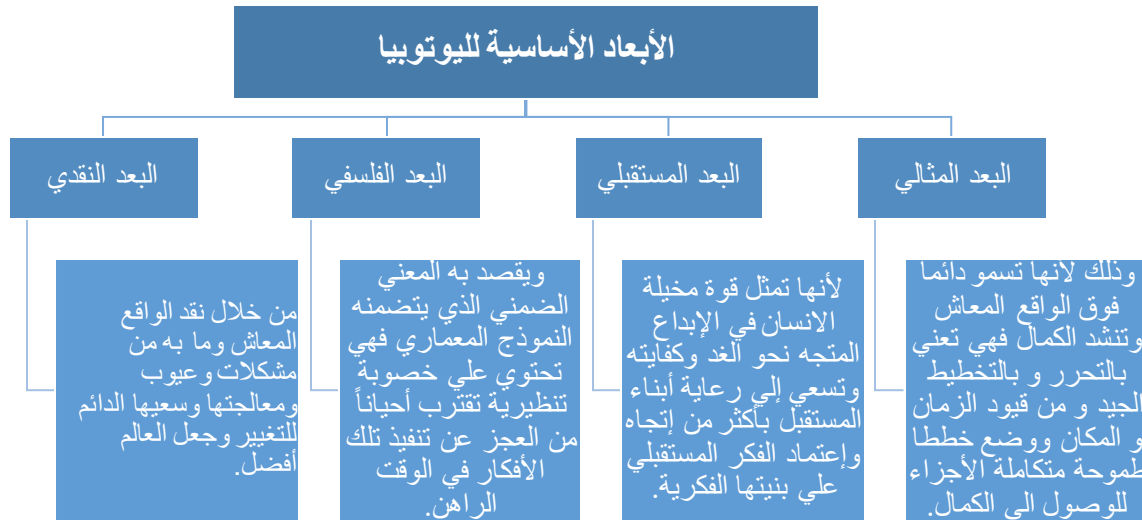 الأبعاد الأساسية لليوتوبيا
البعد المثالي
وذلك لأنها تسمو دائما
فوق الواقع المعاش
وتنشد الكمال فهي تعني
بالتحرر و بالتخطيط
الجيد و من قيود الزمان
و المكان ووضع خططا
طموحة متكاملة الأجزاء
للوصول الى الكمال.
البعد المستقبلي
لأنها تمثل قوة مخيلة
الانسان في الإبداع
المتجه نحو الغد وكفايته
وتسعي إلي رعاية أبناء
المستقبل بأكثر من إتجاه
وإعتماد الفكر المستقبلي
علي بنيتها الفكرية.
البعد الفلسفي
ويقصد به المعني
الضمني الذي يتضمنه
النموذج المعماري فهي
تحتوي علي خصوبة
تنظيرية تقترب أحياناً
من العجز عن تنفيذ تلك
الأفكار في الوقت
الراهن.
البعد النقدي
من خلال نقد الواقع
المعاش وما به من
مشكلات وعيوب
ومعالجتها وسعيها الدائم
للتغيير وجعل العالم
أفضل.